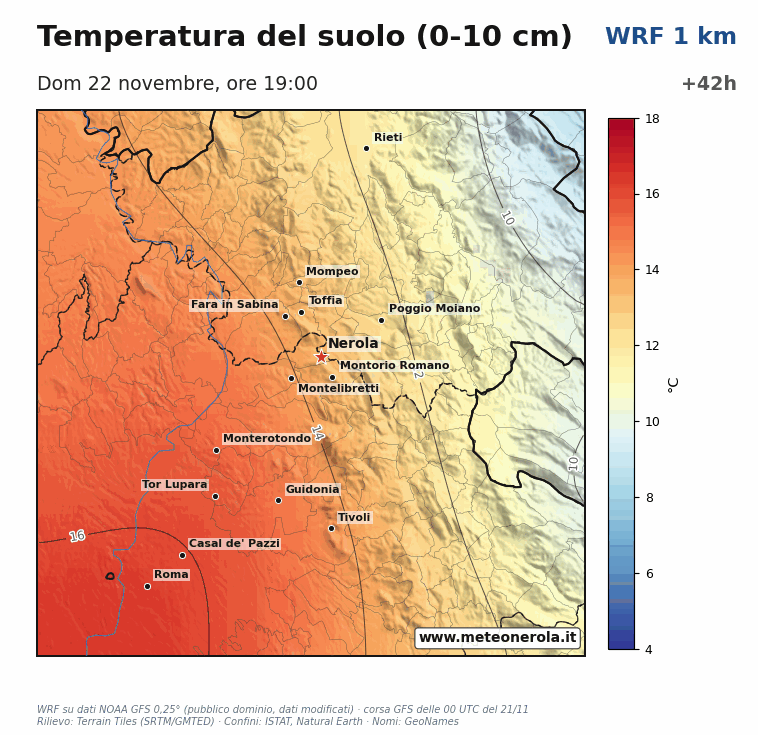 Temperatura del suolo (0-10 cm) WRF 1 km
Dom 22 novembre, ore 19:00 +42h
Rieti
10
Mompeo
Toffia
Fara in Sabina
Poggio Moiano
Nerola
Montorio Romano
Montelibretti
14
Monterotondo
10
Tor Lupara
Guidonia
Tivoli
16
Casal de' Pazzi
Roma
www.meteonerola.it
18
16
14
12
10
8
6
4
°C
WRF su dati NOAA GFS 0,25° (pubblico dominio, dati modificati) · corsa GFS delle 00 UTC del 21/11
Rilievo: Terrain Tiles (SRTM/GMTED) · Confini: ISTAT, Natural Earth · Nomi: GeoNames